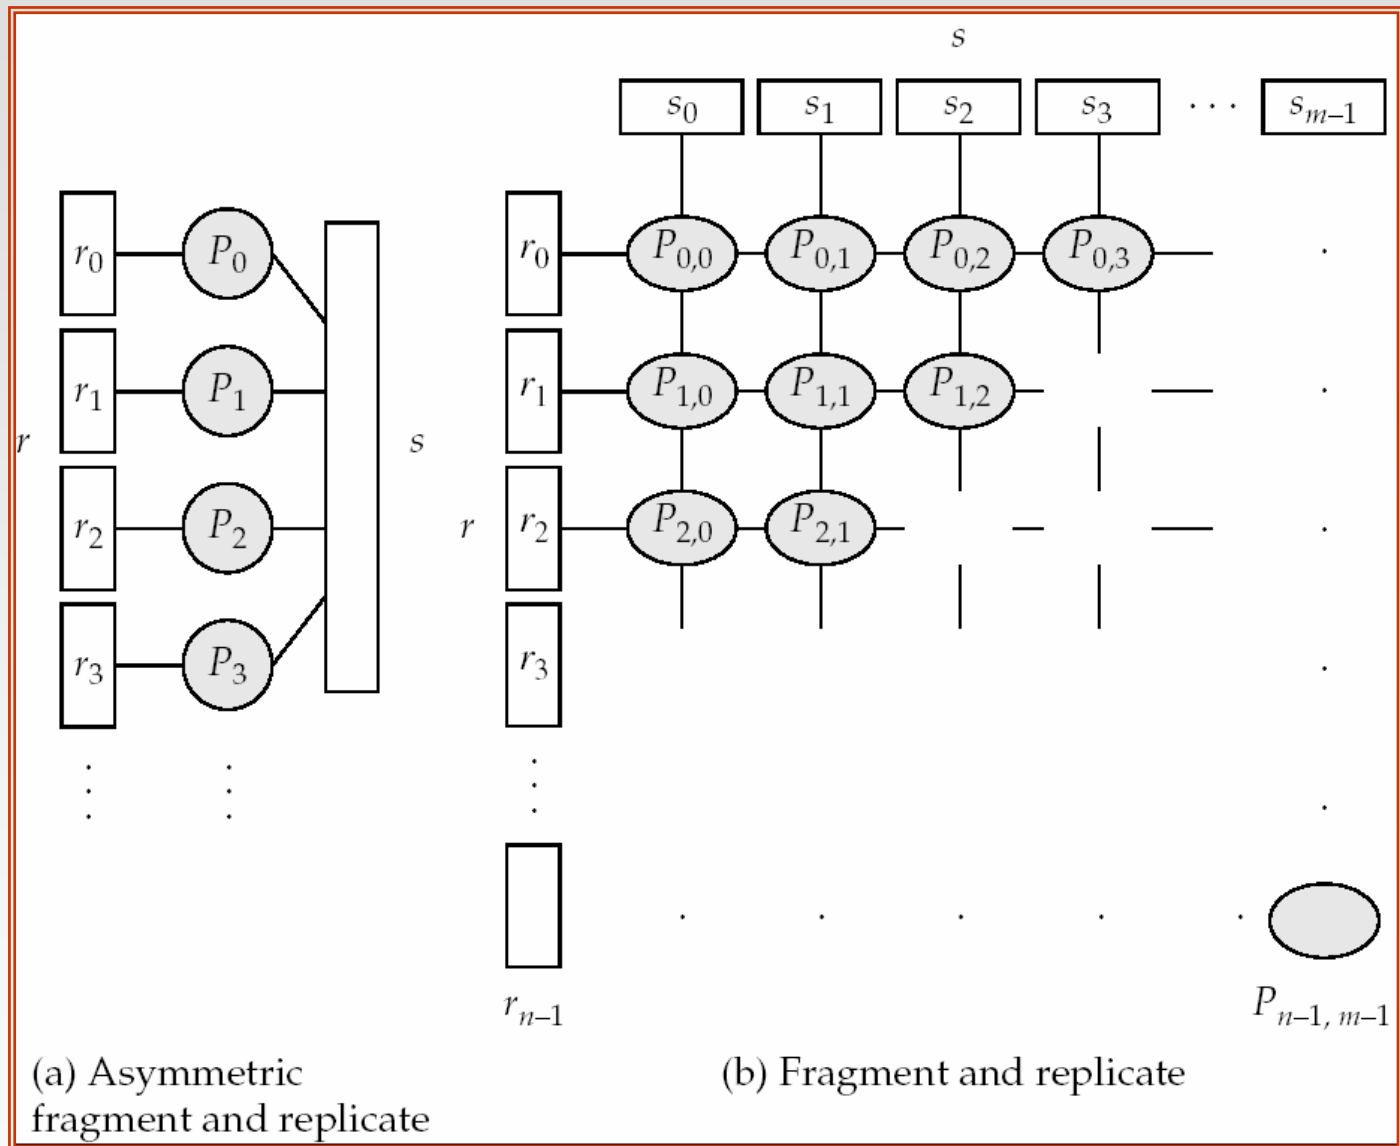 r
r₀ P₀
r₁ P₁
r₂ P₂
r₃ P₃
s
. .
. .
. .
(a) Asymmetric
fragment and replicate
s
s₀ s₁ s₂ s₃ . . . sₘ₋₁
r
r₀ P₀,₀ P₀,₁ P₀,₂ P₀,₃ .
r₁ P₁,₀ P₁,₁ P₁,₂ .
r₂ P₂,₀ P₂,₁ .
r₃ .
.
.
. .
. . . . .
rₙ₋₁ Pₙ₋₁, ₘ₋₁
(b) Fragment and replicate